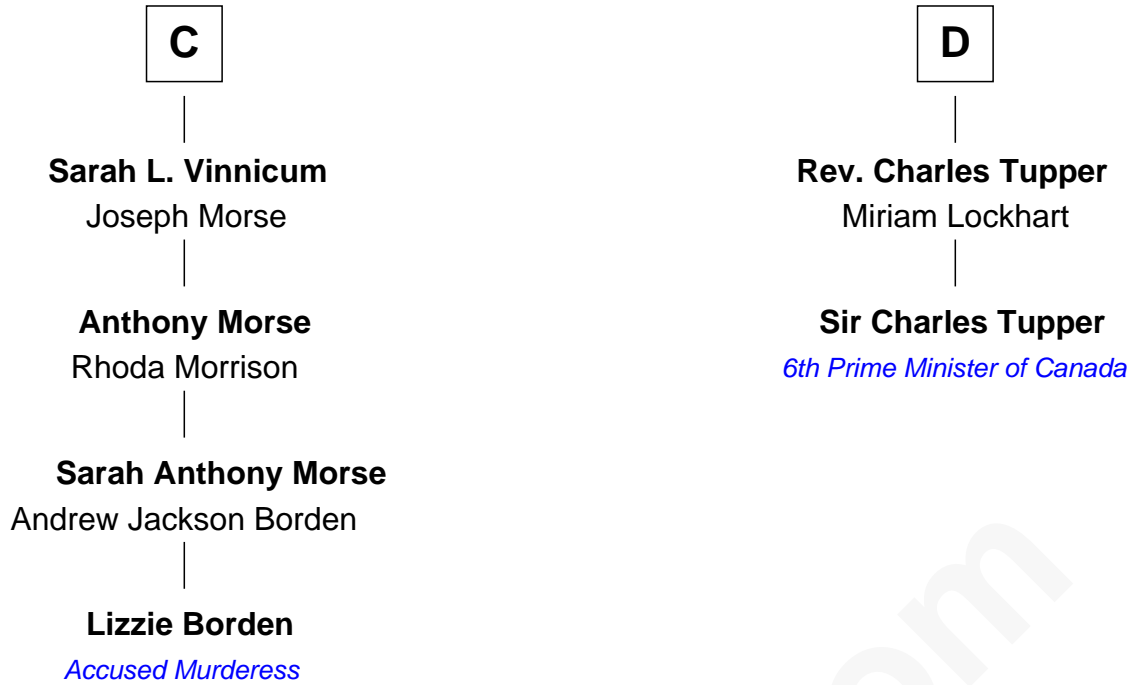 C
Sarah L. Vinnicum
Joseph Morse
Anthony Morse
Rhoda Morrison
Sarah Anthony Morse
Andrew Jackson Borden
Lizzie Borden
Accused Murderess
D
Rev. Charles Tupper
Miriam Lockhart
Sir Charles Tupper
6th Prime Minister of Canada
om